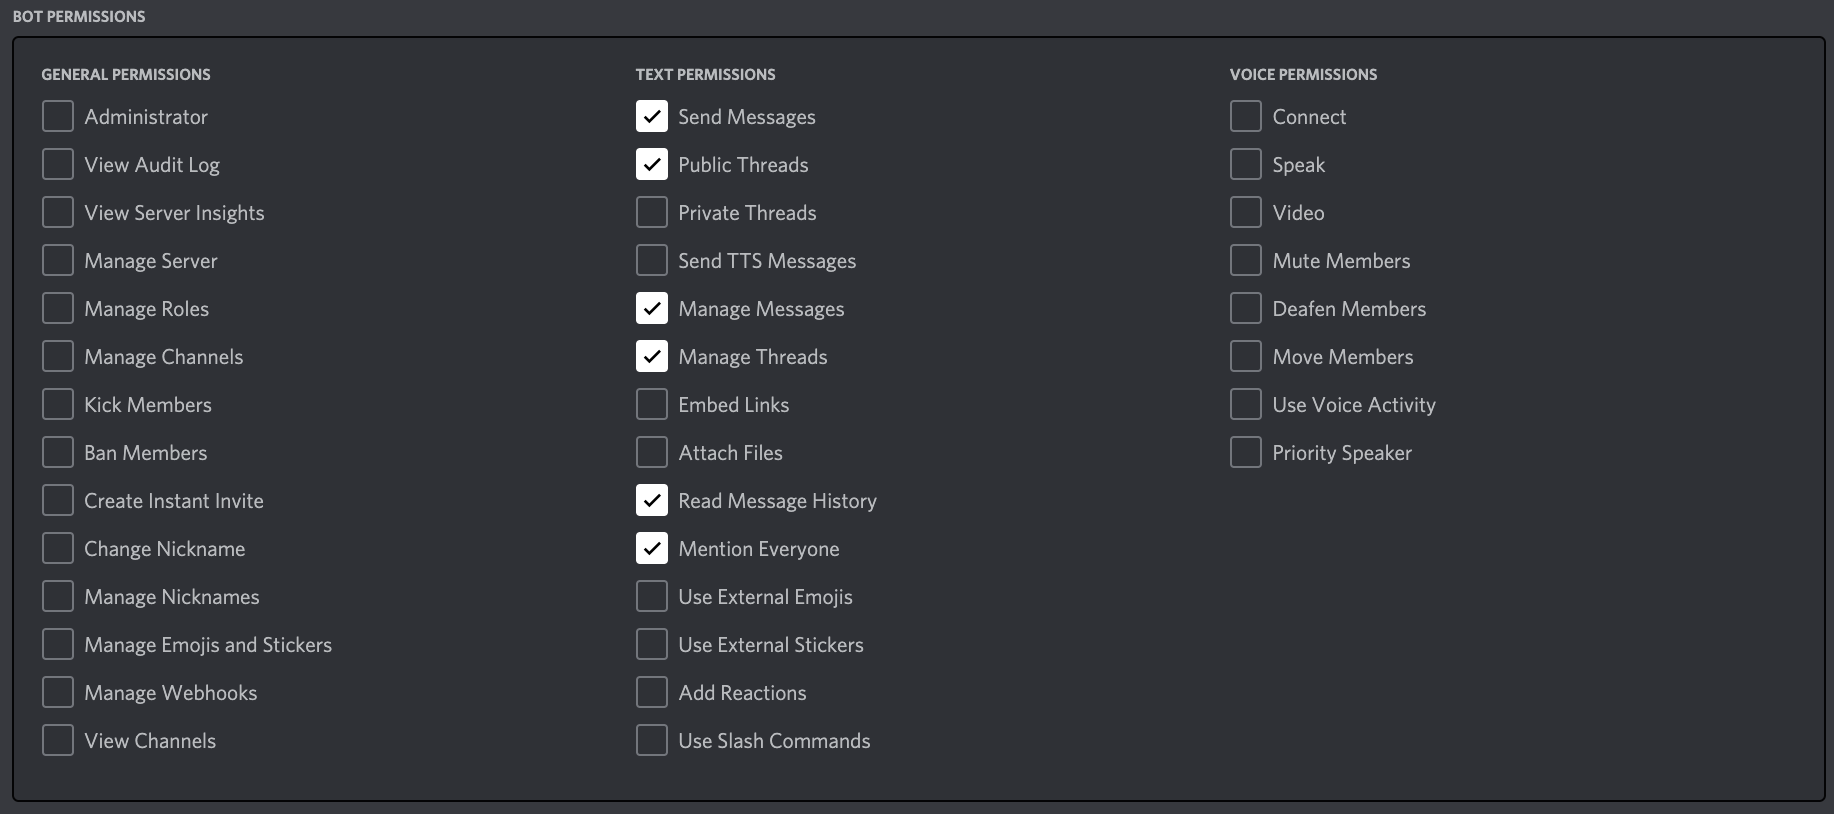 BOT PERMISSIONS
GENERAL PERMISSIONS
Administrator
View Audit Log
View Server Insights
Manage Server
Manage Roles
Manage Channels
Kick Members
Ban Members
Create Instant Invite
Change Nickname
Manage Nicknames
Manage Emojis and Stickers
Manage Webhooks
View Channels
TEXT PERMISSIONS
Send Messages
Public Threads
Private Threads
Send TTS Messages
Manage Messages
Manage Threads
Embed Links
Attach Files
Read Message History
Mention Everyone
Use External Emojis
Use External Stickers
Add Reactions
Use Slash Commands
VOICE PERMISSIONS
Connect
Speak
Video
Mute Members
Deafen Members
Move Members
Use Voice Activity
Priority Speaker